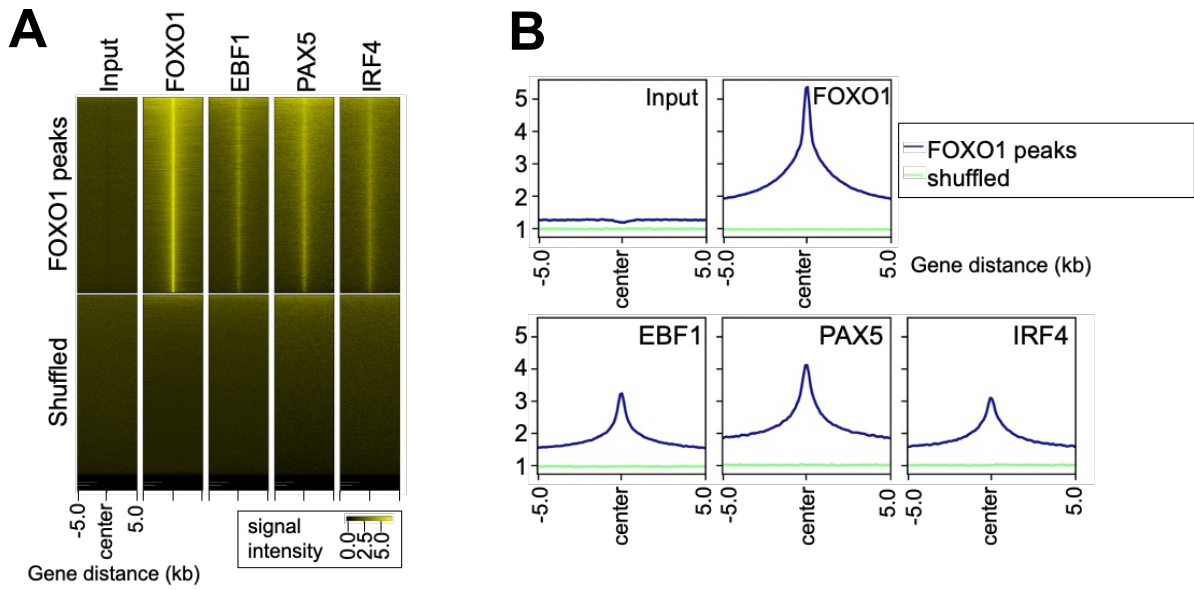 A
Input
FOXO1
EBF1
PAX5
IRF4
FOXO1 peaks
Shuffled
-5.0
center
5.0
Gene distance (kb)
signal
intensity
0.0
2.5
5.0
B
5
4
3
2
1
Input
-5.0
center
5.0
FOXO1
-5.0
center
5.0
FOXO1 peaks
shuffled
Gene distance (kb)
5
4
3
2
1
EBF1
-5.0
center
5.0
PAX5
-5.0
center
5.0
IRF4
-5.0
center
5.0